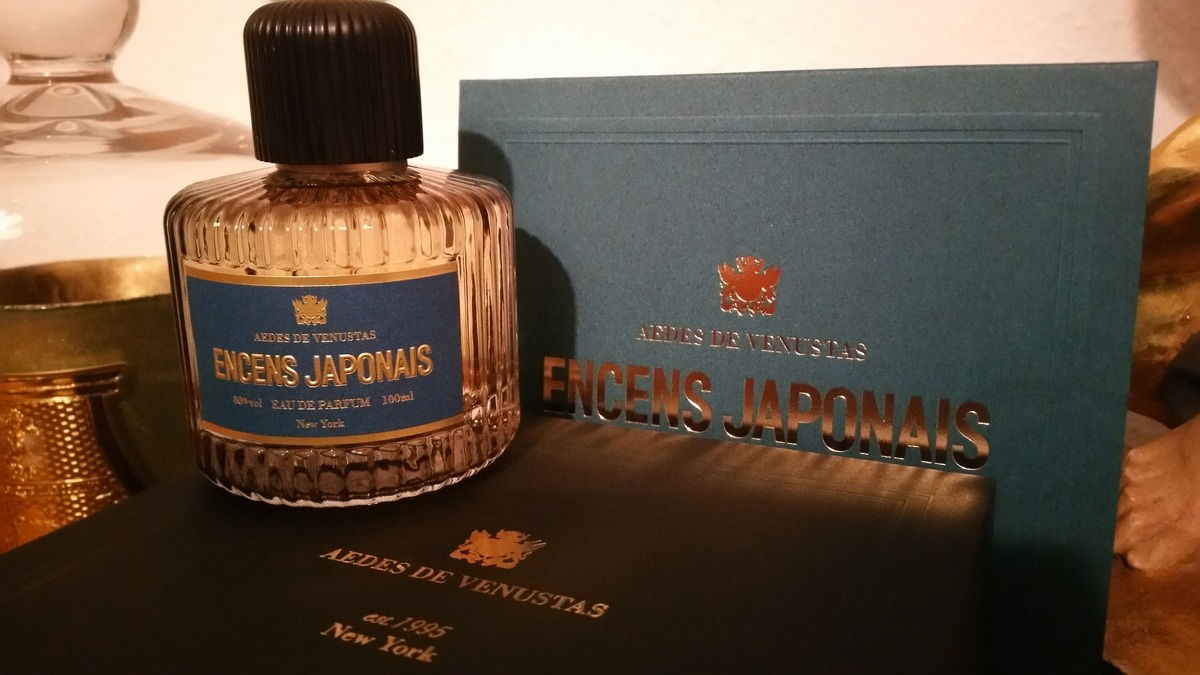 AEDES DE VENUSTAS
ENCENS JAPONAIS
80%vol EAU DE PARFUM 100ml
New York
AEDES DE VENUSTAS
ENCENS JAPONAIS
AEDES DE VENUSTAS
est. 1995
New York